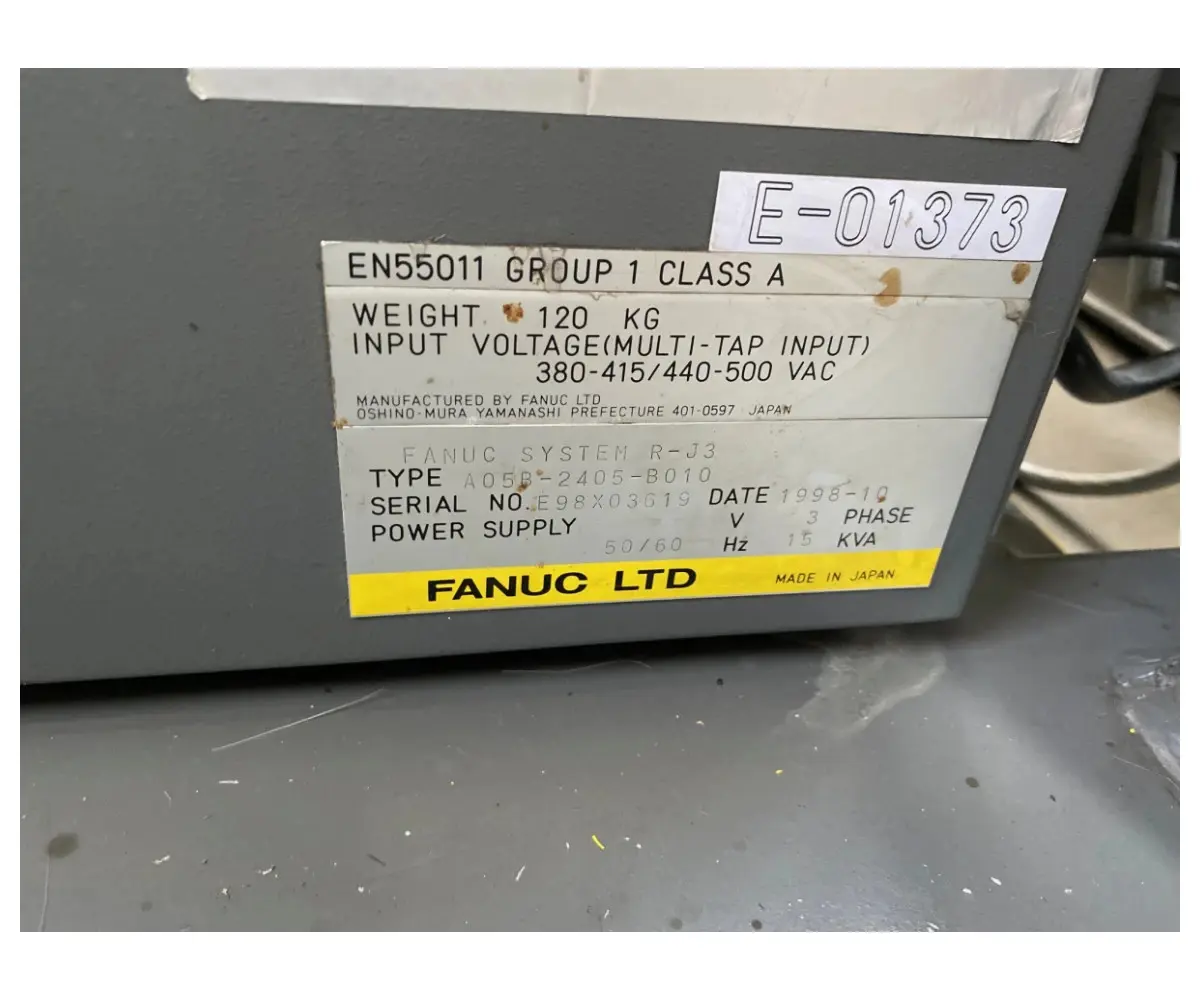 E-01373
EN55011 GROUP 1 CLASS A
WEIGHT 120 KG
INPUT VOLTAGE(MULTI-TAP INPUT)
380-415/440-500 VAC
MANUFACTURED BY FANUC LTD
OSHINO-MURA YAMANASHI PREFECTURE 401-0597 JAPAN
FANUC SYSTEM R-J3
TYPE A05B-2405-B010
SERIAL NO. E98X03619 DATE 1998-10
POWER SUPPLY V 3 PHASE
50/60 Hz 15 KVA
FANUC LTD MADE IN JAPAN